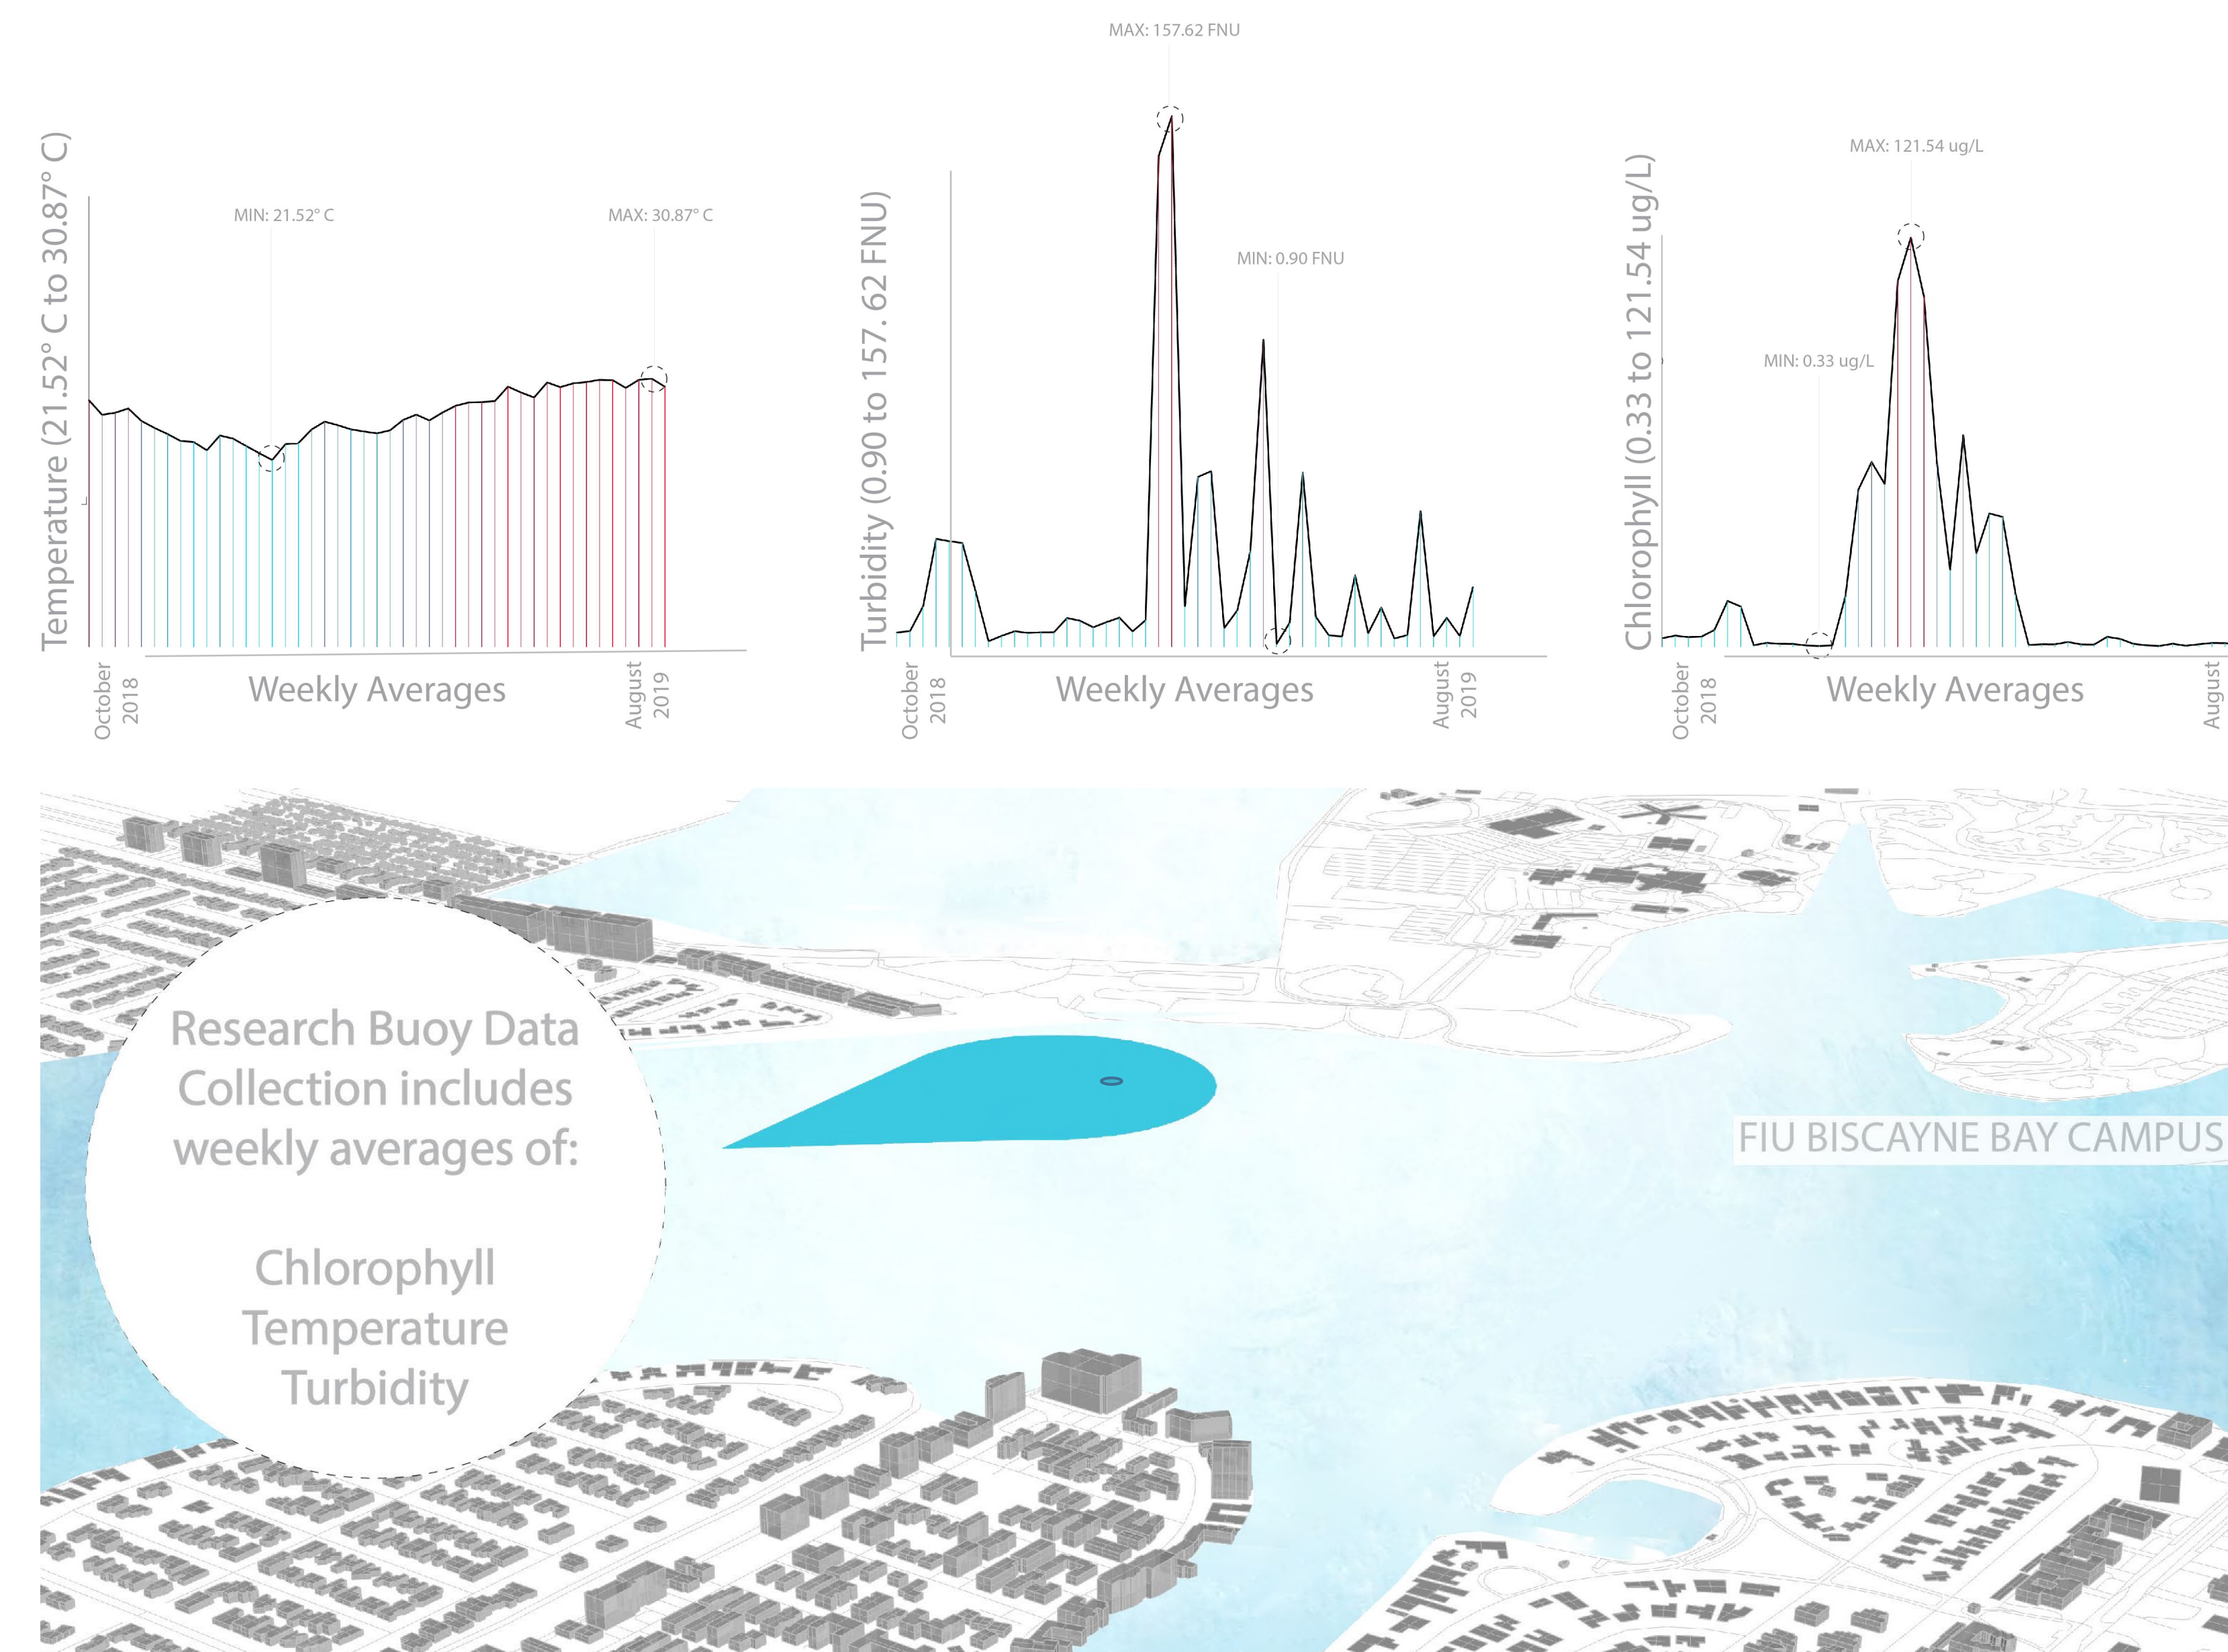 MAX: 157.62 FNU
Temperature (21.52° C to 30.87° C)
MIN: 21.52° C
MAX: 30.87° C
October
2018
Weekly Averages
August
2019
Turbidity (0.90 to 157. 62 FNU)
MIN: 0.90 FNU
October
2018
Weekly Averages
August
2019
Chlorophyll (0.33 to 121.54 ug/L)
MAX: 121.54 ug/L
MIN: 0.33 ug/L
October
2018
Weekly Averages
August
Research Buoy Data
Collection includes
weekly averages of:
Chlorophyll
Temperature
Turbidity
FIU BISCAYNE BAY CAMPUS